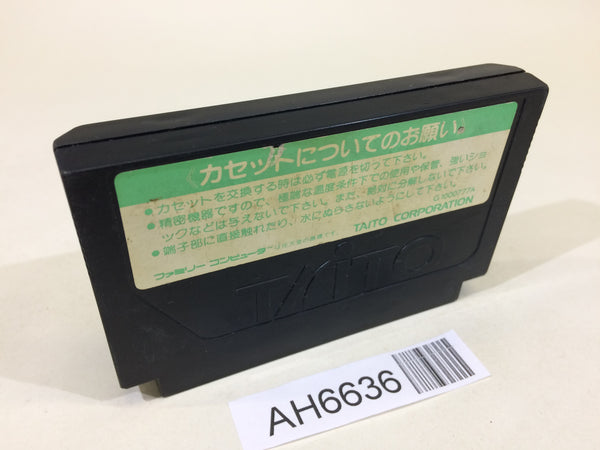 カセットについてのお願い
●カセットを交換する時は必ず電源を切って下さい。
●精密機器ですので、極端な温度条件下での使用や保管、強いショ
ックなどは与えないで下さい。また、絶対に分解しないで下さい。
●端子部に直接触れたり、水にぬらさないようにして下さい。
TAITO CORPORATION
ファミリー コンピュータ
TAITO
AH6636